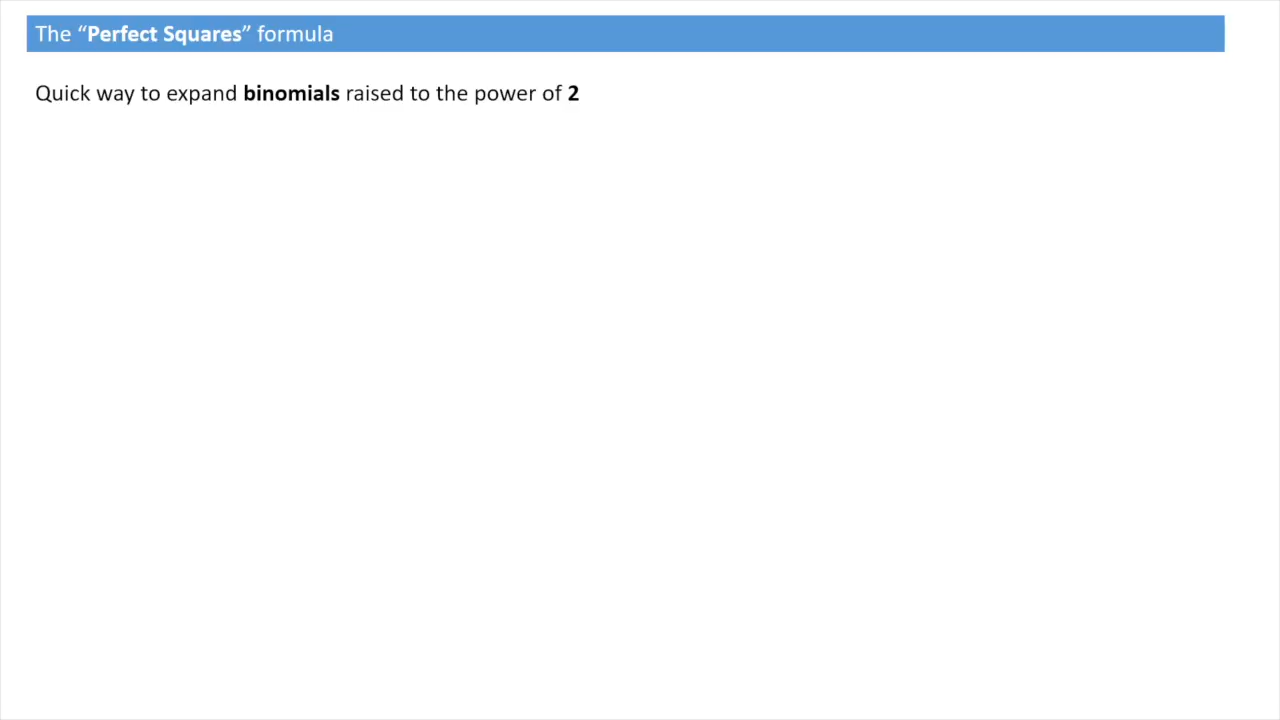 The “Perfect Squares” formula
Quick way to expand binomials raised to the power of 2